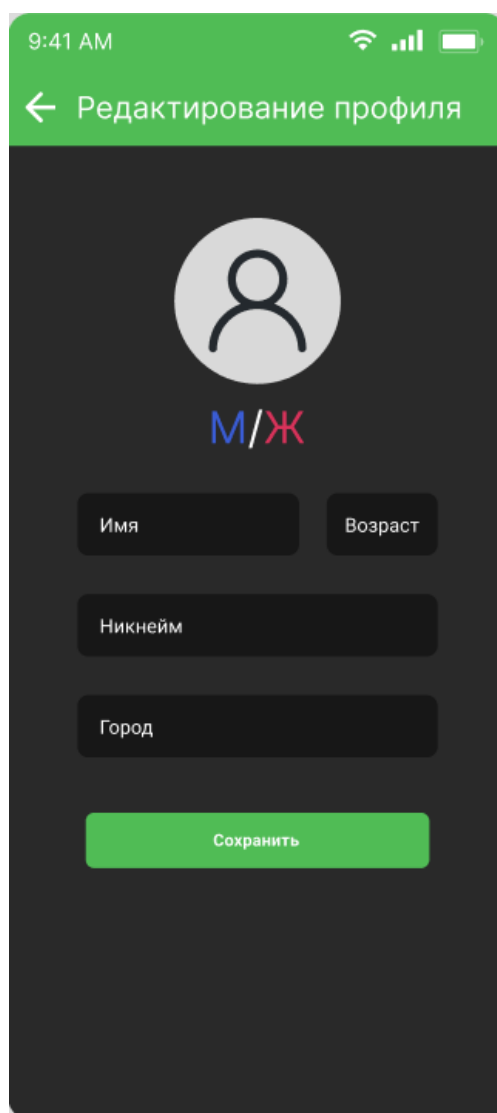 9:41 AM
Редактирование профиля
М/Ж
Имя
Возраст
Никнейм
Город
Сохранить